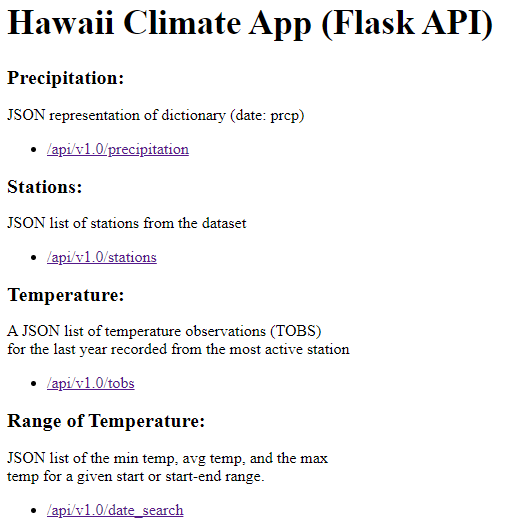 Hawaii Climate App (Flask API)
Precipitation:
JSON representation of dictionary (date: prcp)
/api/v1.0/precipitation
Stations:
JSON list of stations from the dataset
/api/v1.0/stations
Temperature:
A JSON list of temperature observations (TOBS)
for the last year recorded from the most active station
/api/v1.0/tobs
Range of Temperature:
JSON list of the min temp, avg temp, and the max
temp for a given start or start-end range.
/api/v1.0/date_search